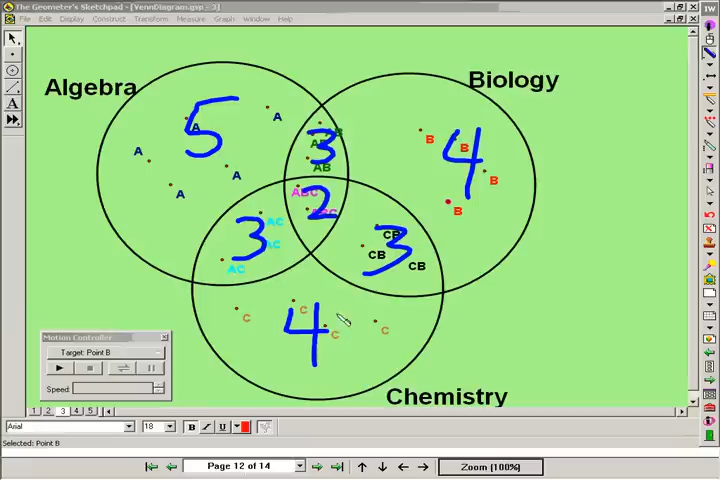 The Geometer's Sketchpad - [VennDiagram.gsp - 3]
File Edit Display Construct Transform Measure Graph Window Help
Algebra
Biology
5
A
A
A
A
A
3
AB
AB
AB
4
B
B
B
B
2
ABC
ABC
3
AC
AC
AC
3
CB
CB
CB
4
C
C
C
C
Chemistry
Motion Controller
Target: Point B
Speed:
1 2 3 4 5
Arial 18 B I U
Selected: Point B
Page 12 of 14
Zoom [100%]